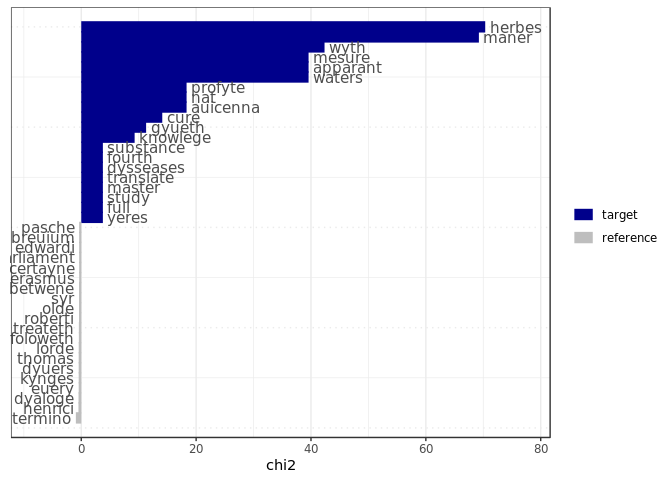 herbes
maner
wyth
mesure
apparant
waters
profyte
hat
auicenna
cure
gyueth
knowlege
substance
fourth
dysseases
translate
master
study
full
yeres
pasche
breuium
edwardi
arliament
certayne
erasmus
betwene
syr
olde
roberti
treateth
foloweth
lorde
thomas
dyuers
kynges
euery
dyaloge
henrici
termino
target
reference
0 20 40 60 80
chi2